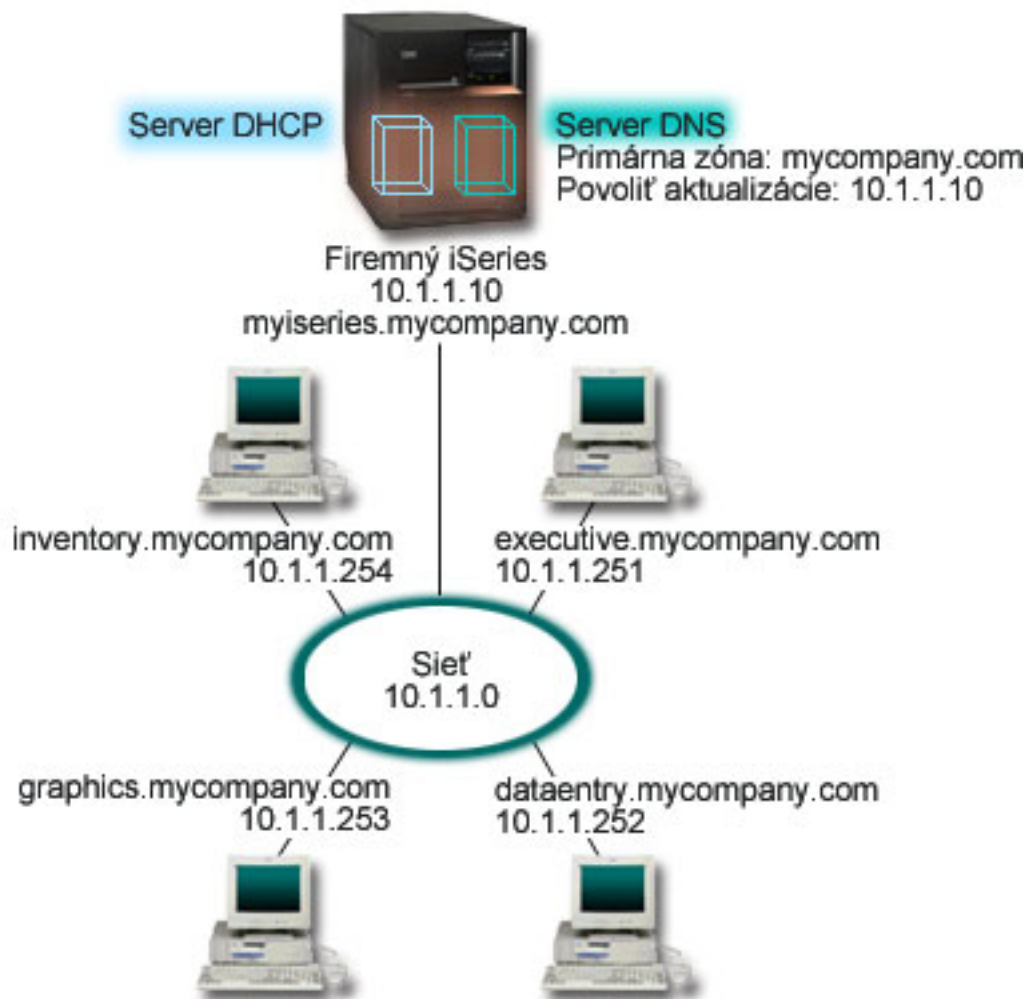 Server DHCP
Server DNS
Primárna zóna: mycompany.com
Povoliť aktualizácie: 10.1.1.10
Firemný iSeries
10.1.1.10
myiseries.mycompany.com
inventory.mycompany.com
10.1.1.254
executive.mycompany.com
10.1.1.251
Sieť
10.1.1.0
graphics.mycompany.com
10.1.1.253
dataentry.mycompany.com
10.1.1.252